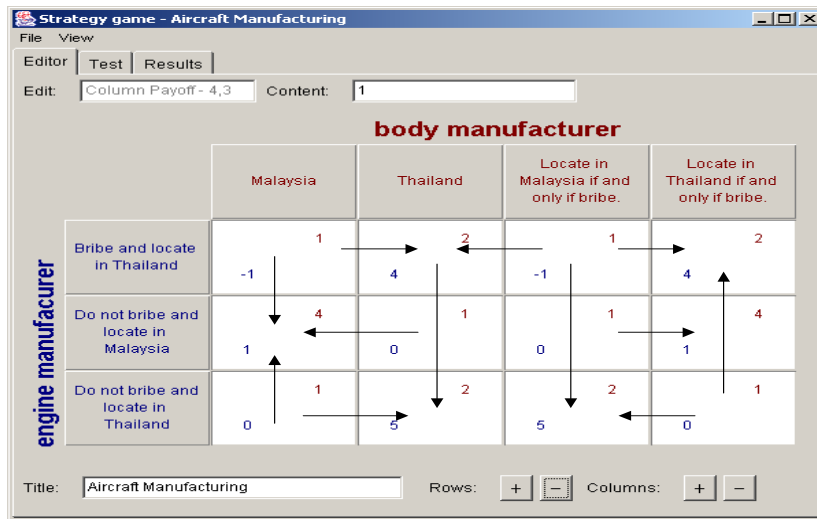 Strategy game - Aircraft Manufacturing
File View
Editor Test Results
Edit: Column Payoff - 4,3 Content: 1
body manufacturer
Malaysia
Thailand
Locate in
Malaysia if and
only if bribe.
Locate in
Thailand if and
only if bribe.
engine manufacurer
Bribe and locate
in Thailand
1 2 1 2
-1 4 -1 4
Do not bribe and
locate in
Malaysia
4 1 1 4
1 0 0 1
Do not bribe and
locate in
Thailand
1 2 2 1
0 5 5 0
Title: Aircraft Manufacturing Rows: + - Columns: + -